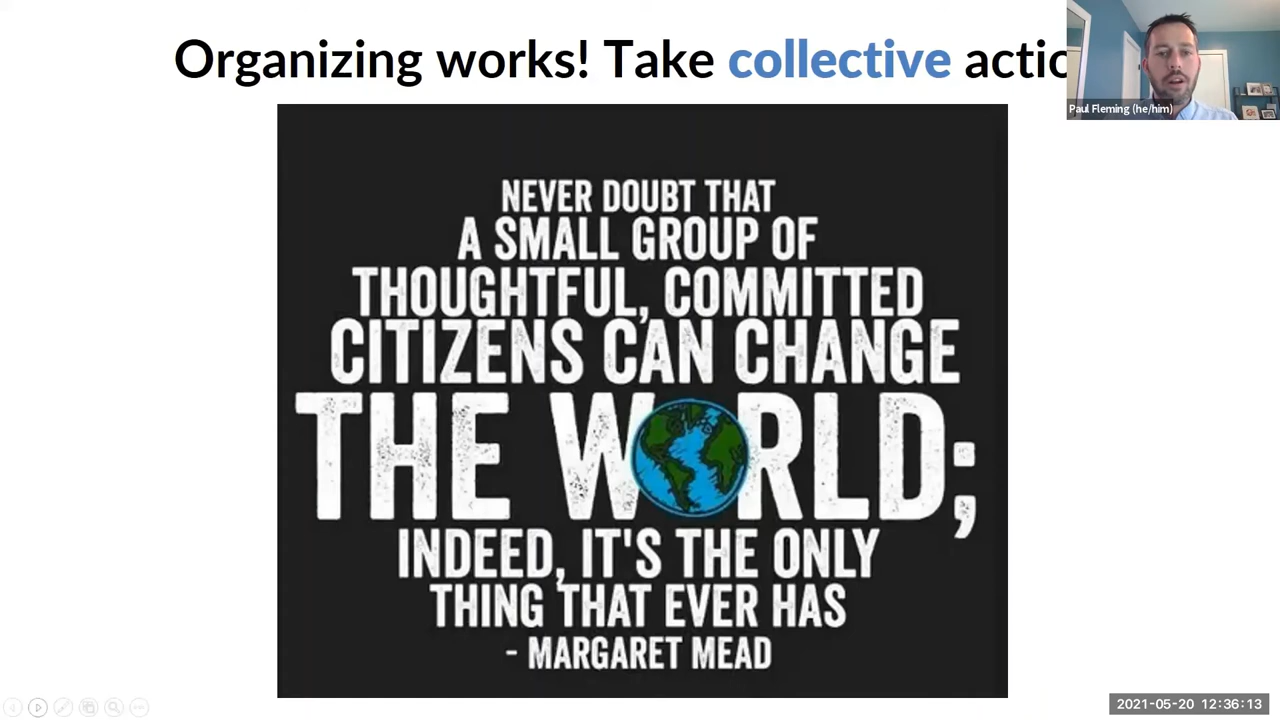 Organizing works! Take collective actio
Paul Fleming (he/him)
NEVER DOUBT THAT
A SMALL GROUP OF
THOUGHTFUL, COMMITTED
CITIZENS CAN CHANGE
THE WORLD;
INDEED, IT'S THE ONLY
THING THAT EVER HAS
- MARGARET MEAD
2021-05-20 12:36:13